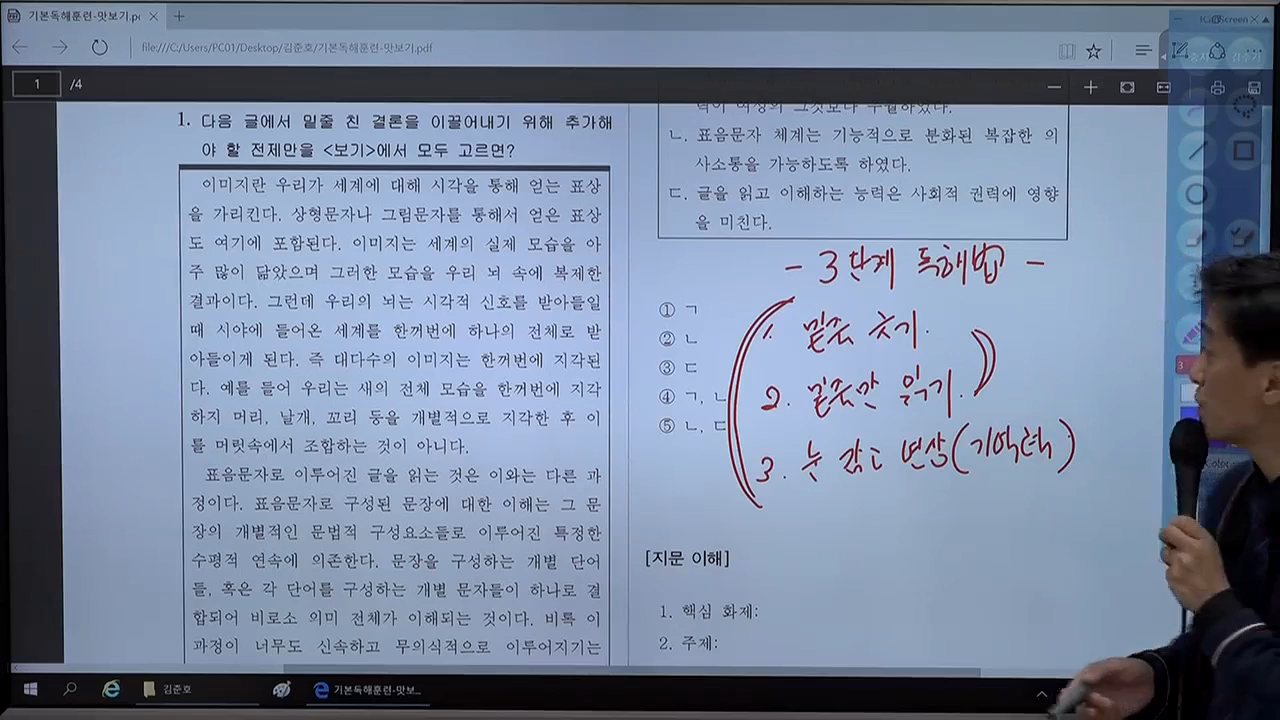 기본독해훈련-맛보기.p
file:///C:/Users/PC01/Desktop/김준호/기본독해훈련-맛보기.pdf
1 /4
1. 다음 글에서 밑줄 친 결론을 이끌어내기 위해 추가해
야 할 전제만을 <보기>에서 모두 고르면?
이미지란 우리가 세계에 대해 시각을 통해 얻는 표상
을 가리킨다. 상형문자나 그림문자를 통해서 얻은 표상
도 여기에 포함된다. 이미지는 세계의 실제 모습을 아
주 많이 닮았으며 그러한 모습을 우리 뇌 속에 복제한
결과이다. 그런데 우리의 뇌는 시각적 신호를 받아들일
때 시야에 들어온 세계를 한꺼번에 하나의 전체로 받
아들이게 된다. 즉 대다수의 이미지는 한꺼번에 지각된
다. 예를 들어 우리는 새의 전체 모습을 한꺼번에 지각
하지 머리, 날개, 꼬리 등을 개별적으로 지각한 후 이
를 머릿속에서 조합하는 것이 아니다.
표음문자로 이루어진 글을 읽는 것은 이와는 다른 과
정이다. 표음문자로 구성된 문장에 대한 이해는 그 문
장의 개별적인 문법적 구성요소들로 이루어진 특정한
수평적 연속에 의존한다. 문장을 구성하는 개별 단어
들, 혹은 각 단어를 구성하는 개별 문자들이 하나로 결
합되어 비로소 의미 전체가 이해되는 것이다. 비록 이
과정이 너무도 신속하고 무의식적으로 이루어지기는
력이 여성의 그것보다 우월하였다.
ㄴ. 표음문자 체계는 기능적으로 분화된 복잡한 의
사소통을 가능하도록 하였다.
ㄷ. 글을 읽고 이해하는 능력은 사회적 권력에 영향
을 미친다.
- 3단계 독해법 -
① ㄱ
② ㄴ
③ ㄷ
④ ㄱ, ㄴ
⑤ ㄴ, ㄷ
1. 밑줄 긋기.
2. 밑줄만 읽기.
3. 눈 감고 연상(기억력)
[지문 이해]
1. 핵심 화제:
2. 주제:
김준호
기본독해훈련-맛보...